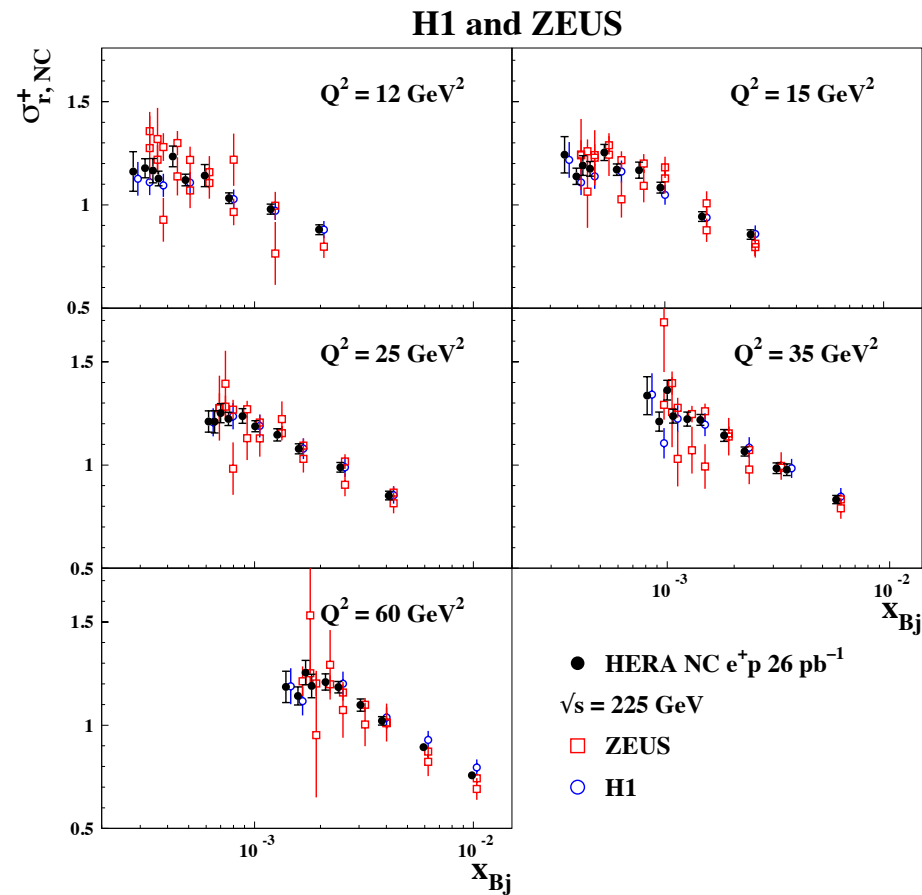 H1 and ZEUS
σ⁺r, NC
Q² = 12 GeV²
Q² = 15 GeV²
1.5
1
0.5
Q² = 25 GeV²
Q² = 35 GeV²
1.5
1
0.5
10⁻³
10⁻²
xBj
Q² = 60 GeV²
1.5
1
0.5
10⁻³
10⁻²
xBj
HERA NC e⁺p 26 pb⁻¹
√s = 225 GeV
ZEUS
H1